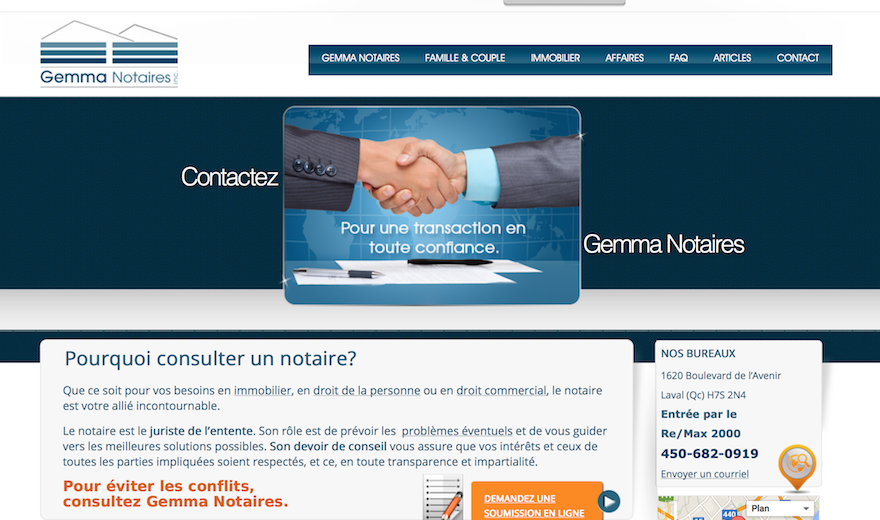 Gemma Notaires inc.
GEMMA NOTAIRES FAMILLE & COUPLE IMMOBILIER AFFAIRES FAQ ARTICLES CONTACT
Contactez
Pour une transaction en
toute confiance.
Gemma Notaires
Pourquoi consulter un notaire?
Que ce soit pour vos besoins en immobilier, en droit de la personne ou en droit commercial, le notaire
est votre allié incontournable.
Le notaire est le juriste de l’entente. Son rôle est de prévoir les problèmes éventuels et de vous guider
vers les meilleures solutions possibles. Son devoir de conseil vous assure que vos intérêts et ceux de
toutes les parties impliquées soient respectés, et ce, en toute transparence et impartialité.
Pour éviter les conflits,
consultez Gemma Notaires.
DEMANDEZ UNE
SOUMISSION EN LIGNE
NOS BUREAUX
1620 Boulevard de l’Avenir
Laval (Qc) H7S 2N4
Entrée par le
Re/Max 2000
450-682-0919
Envoyer un courriel
440
Plan